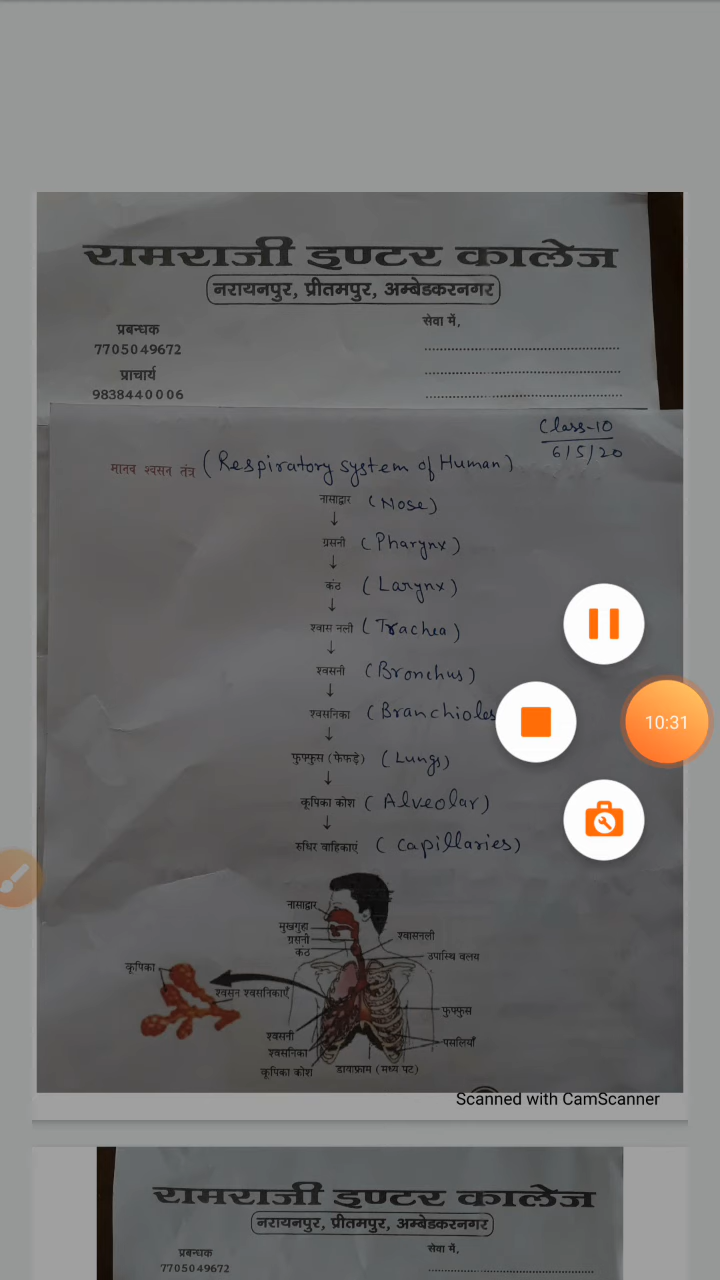 रामराजी इण्टर कालेज
नरायनपुर, प्रीतमपुर, अम्बेडकरनगर
प्रबन्धक
7705049672
प्राचार्य
9838440006
सेवा में,
Class-10
6/5/20
मानव श्वसन तंत्र (Respiratory system of Human)
नासाद्वार (Nose)
↓
ग्रसनी (Pharynx)
↓
कंठ (Larynx)
↓
श्वास नली (Trachea)
↓
श्वसनी (Bronchus)
↓
श्वसनिका (Branchioles
↓
फुफ्फुस (फेफड़े) (Lungs)
↓
कूपिका कोश (Alveolar)
↓
रुधिर वाहिकाएं (Capillaries)
10:31
नासाद्वार
मुखगुहा
ग्रसनी
कंठ
श्वासनली
उपास्थि वलय
कूपिका
श्वसन श्वसनिकाएँ
फुफ्फुस
श्वसनी
श्वसनिका
पसलियाँ
कूपिका कोश
डायाफ्राम (मध्य पट)
Scanned with CamScanner
रामराजी इण्टर कालेज
नरायनपुर, प्रीतमपुर, अम्बेडकरनगर
प्रबन्धक
7705049672
सेवा में,